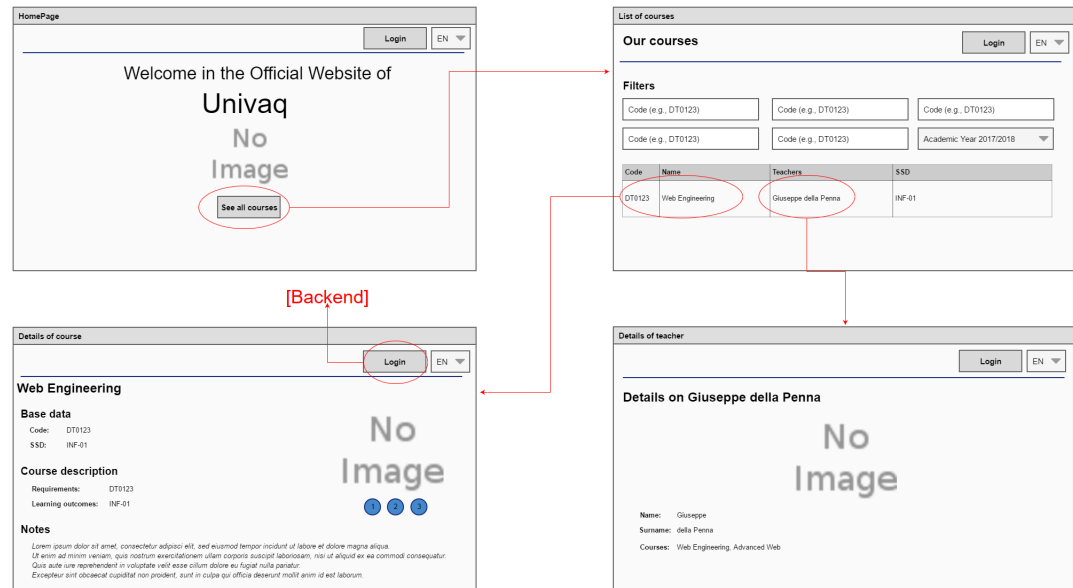 HomePage
Login
EN
Welcome in the Official Website of
Univaq
No
Image
See all courses
List of courses
Our courses
Login
EN
Filters
Code (e.g., DT0123)
Code (e.g., DT0123)
Code (e.g., DT0123)
Code (e.g., DT0123)
Code (e.g., DT0123)
Academic Year 2017/2018
Code Name Teachers SSD
DT0123 Web Engineering Giuseppe della Penna INF-01
[Backend]
Details of course
Login
EN
Web Engineering
Base data
Code: DT0123
SSD: INF-01
Course description
Requirements: DT0123
Learning outcomes: INF-01
No
Image
1 2 3
Notes
Lorem ipsum dolor sit amet, consectetur adipisci elit, sed eiusmod tempor incidunt ut labore et dolore magna aliqua.
Ut enim ad minim veniam, quis nostrum exercitationem ullam corporis suscipit laboriosam, nisi ut aliquid ex ea commodi consequatur.
Quis aute iure reprehenderit in voluptate velit esse cillum dolore eu fugiat nulla pariatur.
Excepteur sint obcaecat cupiditat non proident, sunt in culpa qui officia deserunt mollit anim id est laborum.
Details of teacher
Login
EN
Details on Giuseppe della Penna
No
Image
Name: Giuseppe
Surname: della Penna
Courses: Web Engineering, Advanced Web